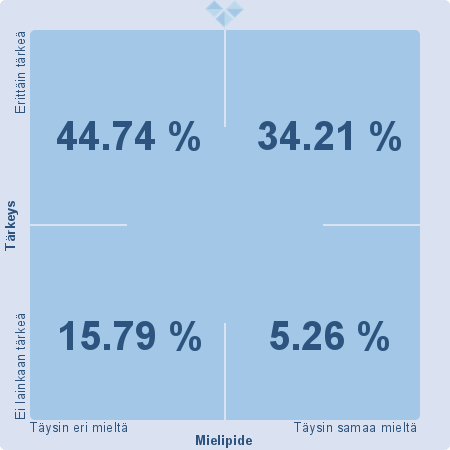 Erittäin tärkeä
44.74 %
34.21 %
Tärkeys
Ei lainkaan tärkeä
15.79 %
5.26 %
Täysin eri mieltä
Täysin samaa mieltä
Mielipide